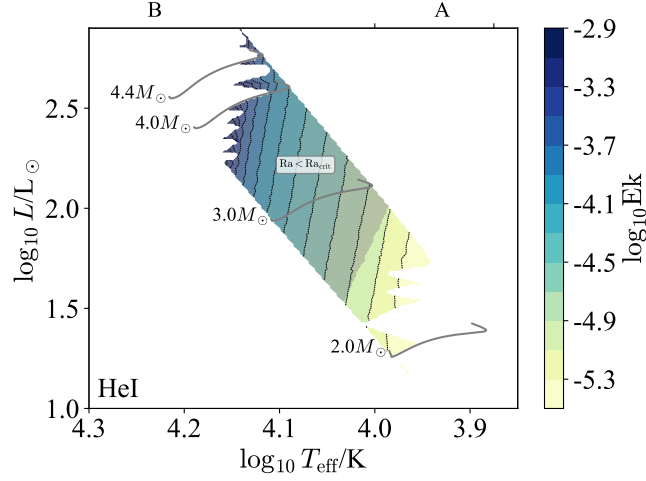 B A
4.4M⊙
4.0M⊙
Ra < Ra_crit
3.0M⊙
2.0M⊙
HeI
2.5
2.0
1.5
1.0
log₁₀ L/L⊙
4.3 4.2 4.1 4.0 3.9
log₁₀ T_eff/K
-2.9
-3.3
-3.7
-4.1
-4.5
-4.9
-5.3
log₁₀Ek